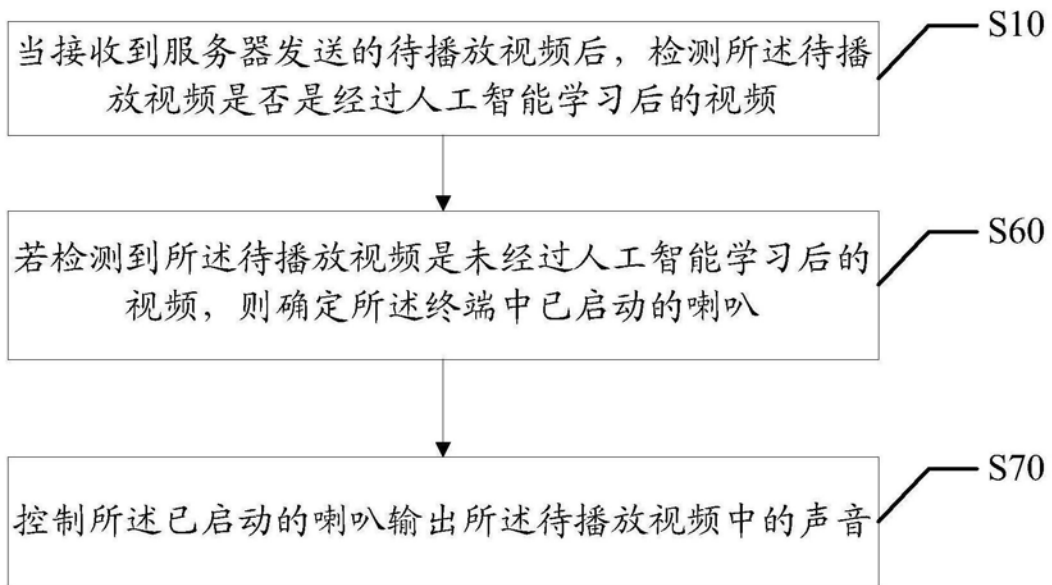 当接收到服务器发送的待播放视频后，检测所述待播
放视频是否是经过人工智能学习后的视频
S10
若检测到所述待播放视频是未经过人工智能学习后的
视频，则确定所述终端中已启动的喇叭
S60
控制所述已启动的喇叭输出所述待播放视频中的声音
S70